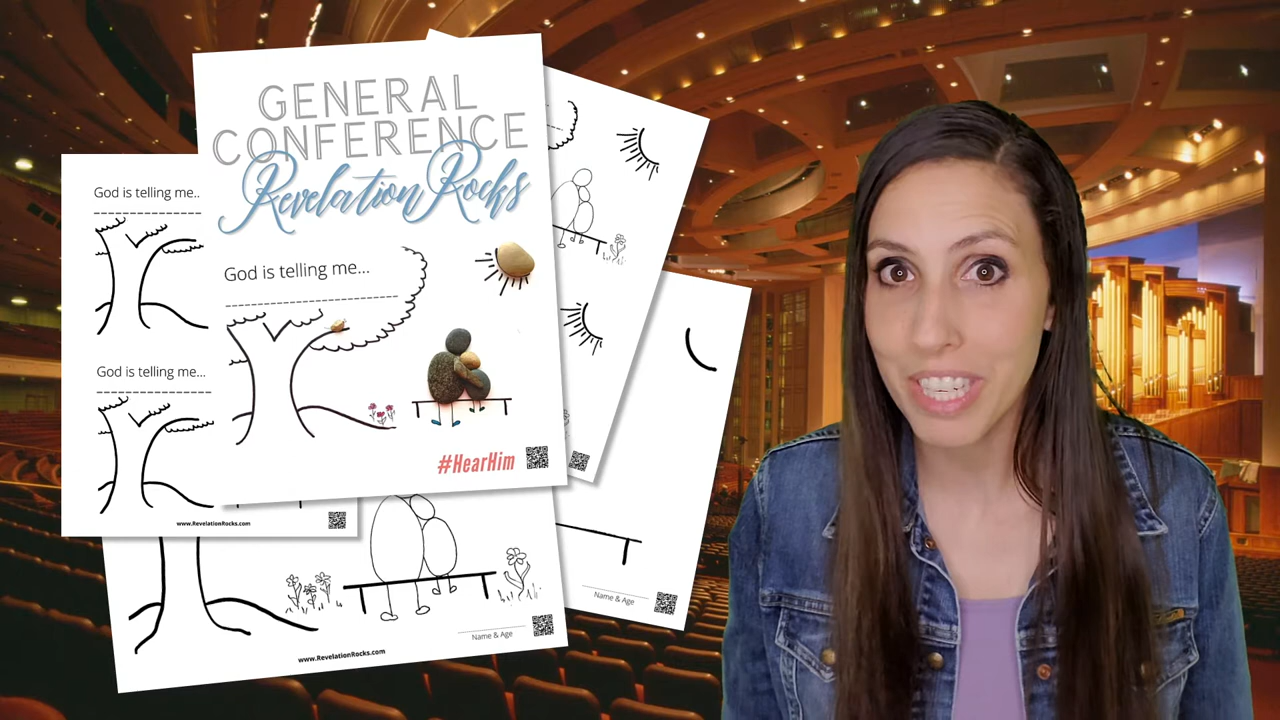 GENERAL
CONFERENCE
Revelation Rocks
God is telling me...
#HearHim
God is telling me..
God is telling me...
www.RevelationRocks.com
Name & Age
www.RevelationRocks.com
Name & Age